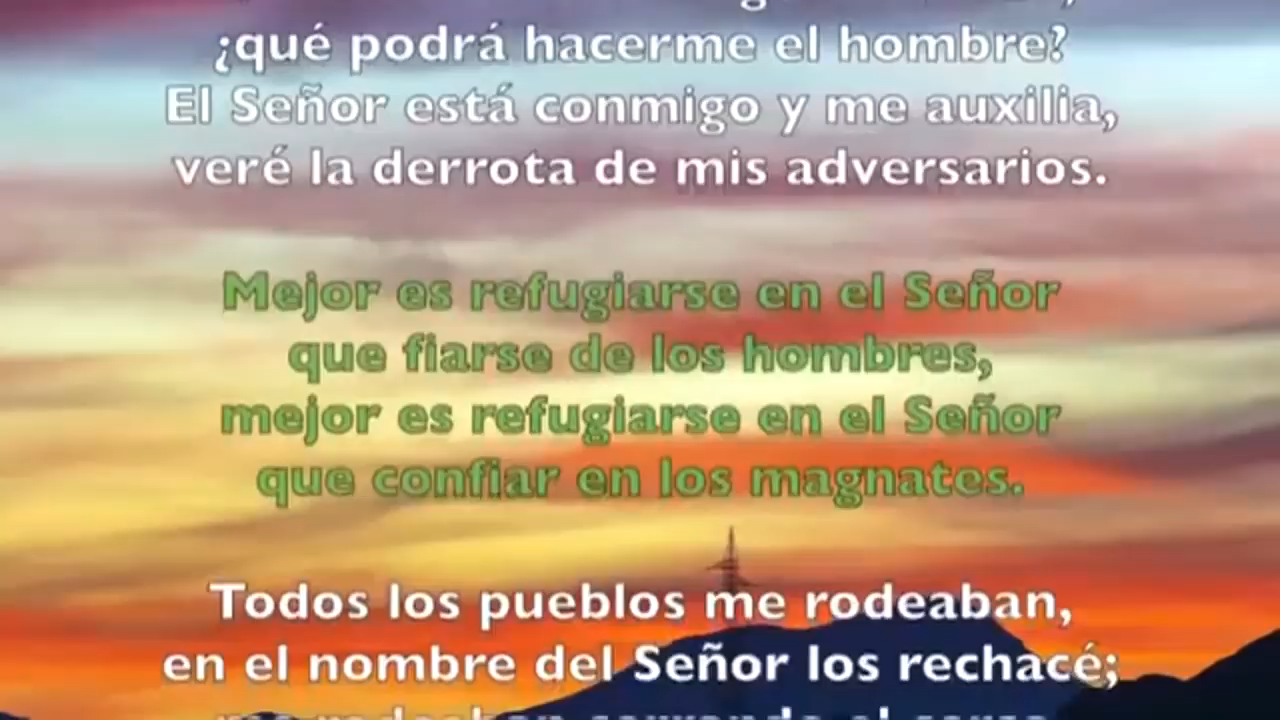 ¿qué podrá hacerme el hombre?
El Señor está conmigo y me auxilia,
veré la derrota de mis adversarios.
Mejor es refugiarse en el Señor
que fiarse de los hombres,
mejor es refugiarse en el Señor
que confiar en los magnates.
Todos los pueblos me rodeaban,
en el nombre del Señor los rechacé;